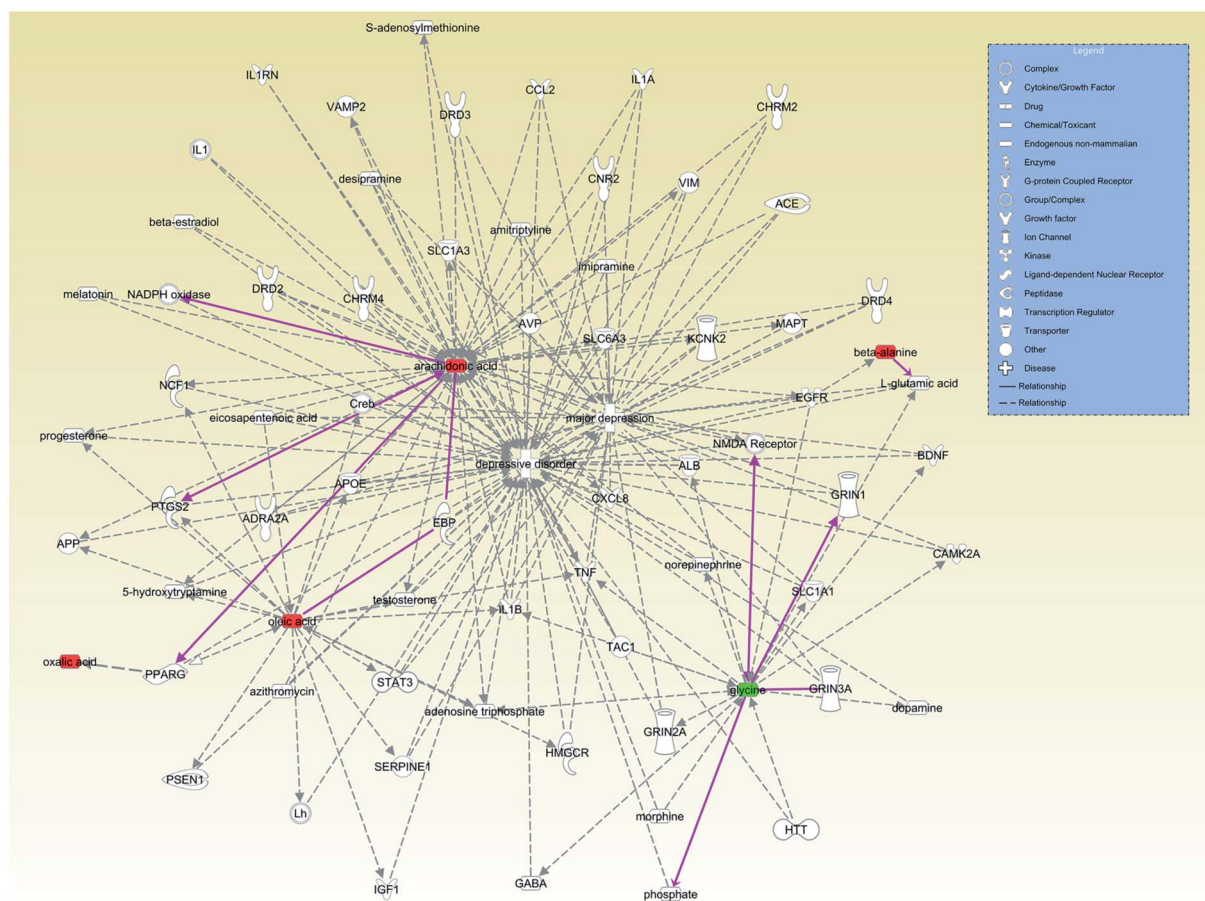 S-adenosylmethionine
IL1RN
VAMP2
DRD3
CCL2
IL1A
CHRM2
IL1
desipramine
CNR2
VIM
ACE
beta-estradiol
SLC1A3
amitriptyline
imipramine
melatonin
NADPH oxidase
DRD2
CHRM4
AVP
SLC6A3
KCNK2
MAPT
DRD4
arachidonic acid
beta-alanine
L-glutamic acid
NCF1
Creb
EGFR
eicosapentenoic acid
major depression
progesterone
NMDA Receptor
BDNF
depressive disorder
ALB
APOE
CXCL8
GRIN1
PTGS2
ADRA2A
EBP
APP
CAMK2A
norepinephrine
TNF
5-hydroxytryptamine
testosterone
IL1B
SLC1A1
oleic acid
TAC1
oxalic acid
PPARG
azithromycin
STAT3
glycine
GRIN3A
dopamine
adenosine triphosphate
GRIN2A
HMGCR
PSEN1
SERPINE1
Lh
morphine
HTT
IGF1
GABA
phosphate
Legend
Complex
Cytokine/Growth Factor
Drug
Chemical/Toxicant
Endogenous non-mammalian
Enzyme
G-protein Coupled Receptor
Group/Complex
Growth factor
Ion Channel
Kinase
Ligand-dependent Nuclear Receptor
Peptidase
Transcription Regulator
Transporter
Other
Disease
Relationship
Relationship